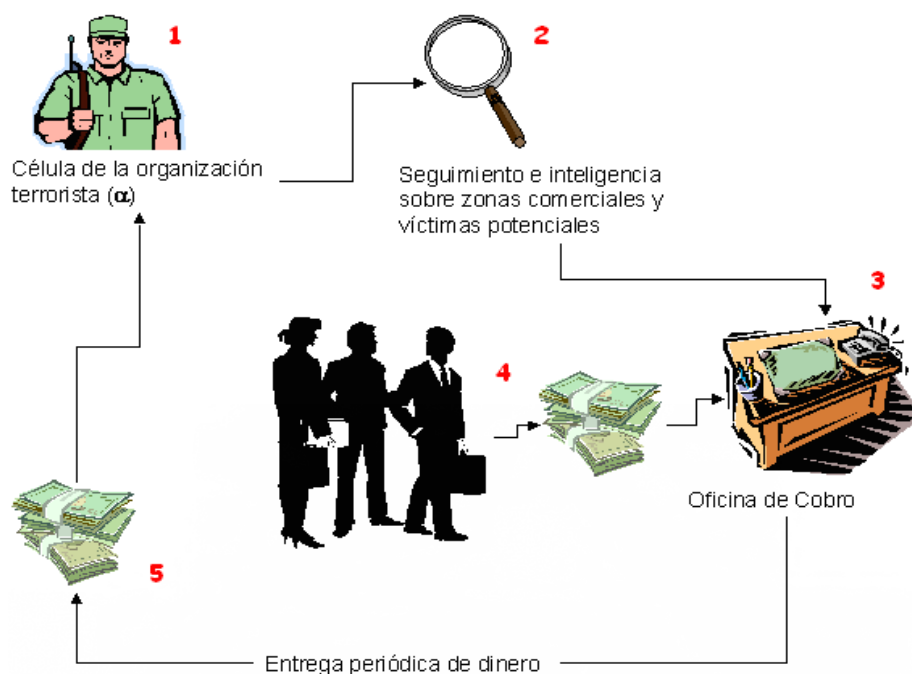 1
2
Célula de la organización
terrorista (α)
Seguimiento e inteligencia
sobre zonas comerciales y
víctimas potenciales
3
4
Oficina de Cobro
5
Entrega periódica de dinero